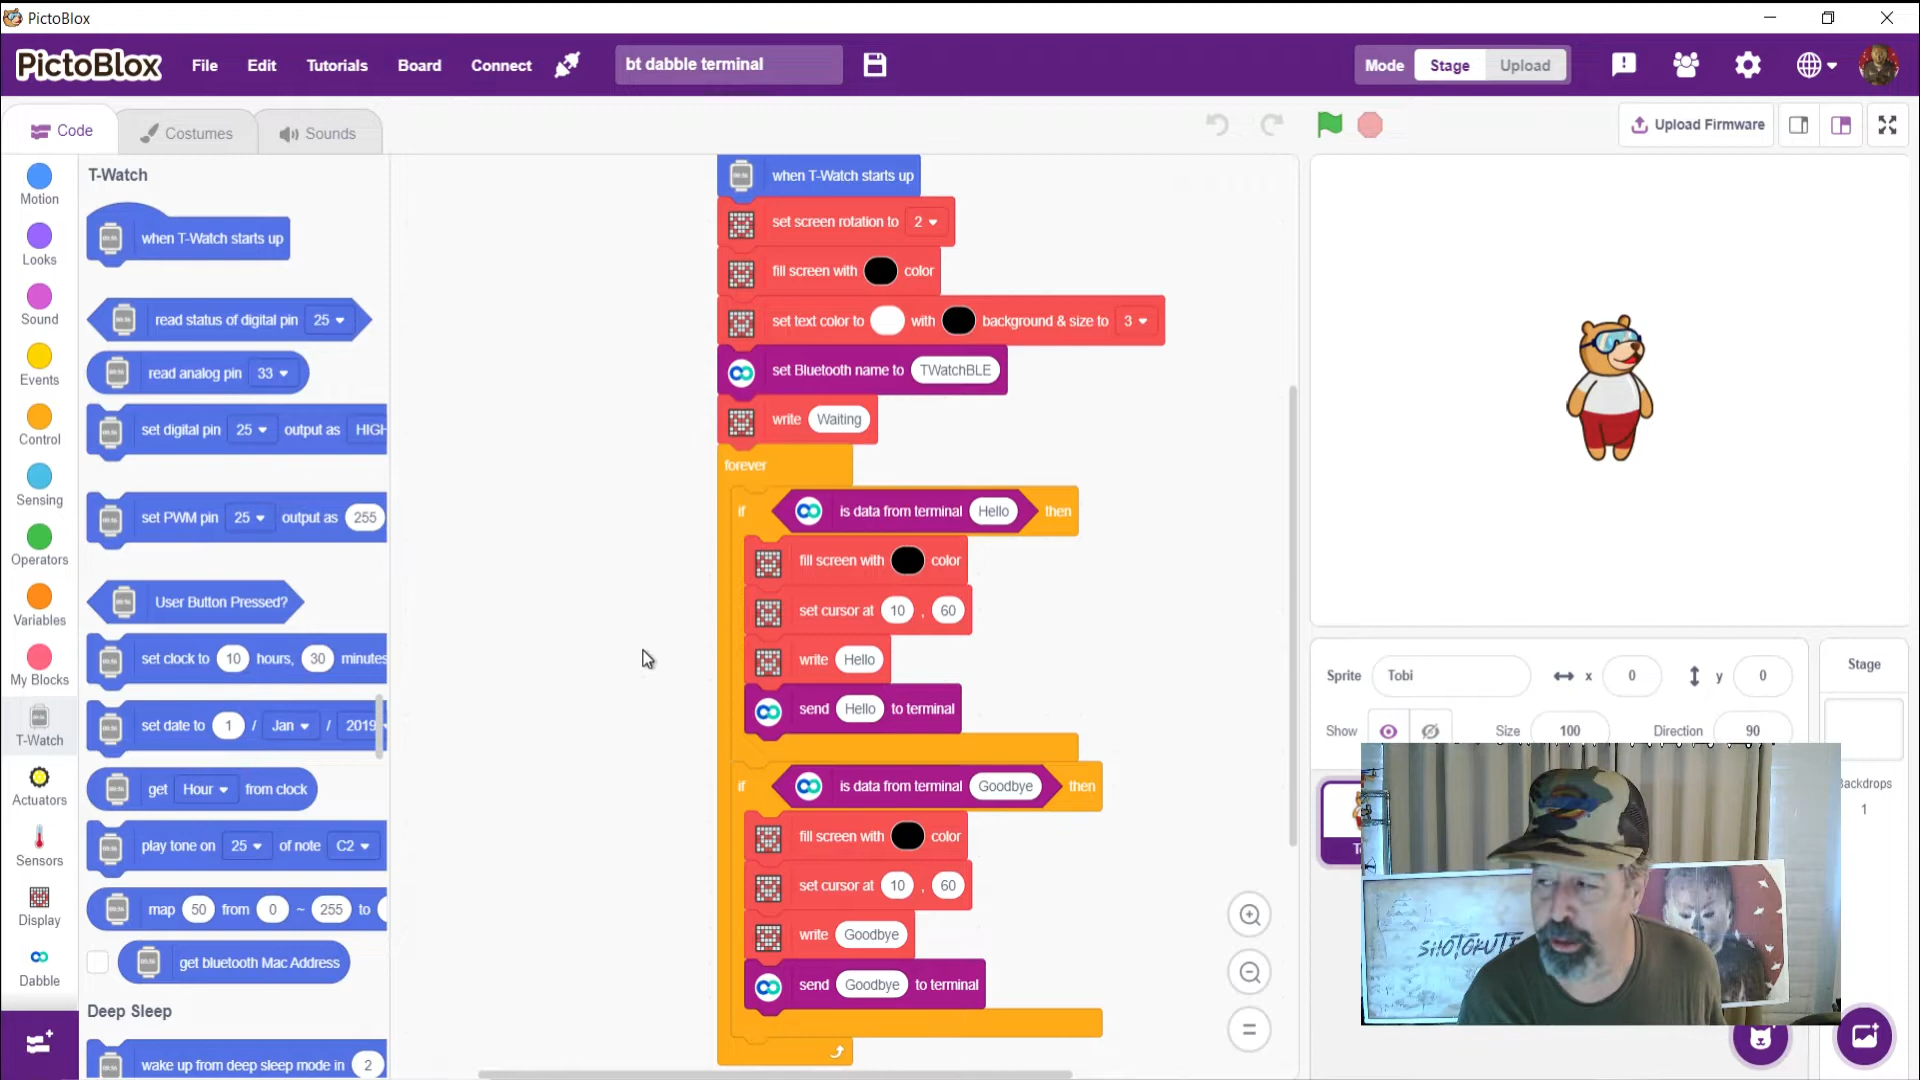 PictoBlox
PictoBlox
File
Edit
Tutorials
Board
Connect
bt dabble terminal
Mode
Stage
Upload
Code
Costumes
Sounds
Upload Firmware
Motion
Looks
Sound
Events
Control
Sensing
Operators
Variables
My Blocks
T-Watch
Actuators
Sensors
Display
Dabble
T-Watch
when T-Watch starts up
read status of digital pin 25
read analog pin 33
set digital pin 25 output as HIGH
set PWM pin 25 output as 255
User Button Pressed?
set clock to 10 hours, 30 minutes
set date to 1 / Jan / 2019
get Hour from clock
play tone on 25 of note C2
map 50 from 0 ~ 255 to
get bluetooth Mac Address
Deep Sleep
wake up from deep sleep mode in 2
when T-Watch starts up
set screen rotation to 2
fill screen with color
set text color to with background & size to 3
set Bluetooth name to TWatchBLE
write Waiting
forever
if is data from terminal Hello then
fill screen with color
set cursor at 10 , 60
write Hello
send Hello to terminal
if is data from terminal Goodbye then
fill screen with color
set cursor at 10 , 60
write Goodbye
send Goodbye to terminal
Sprite Tobi x 0 y 0
Show Size 100 Direction 90
Stage
Backdrops
1